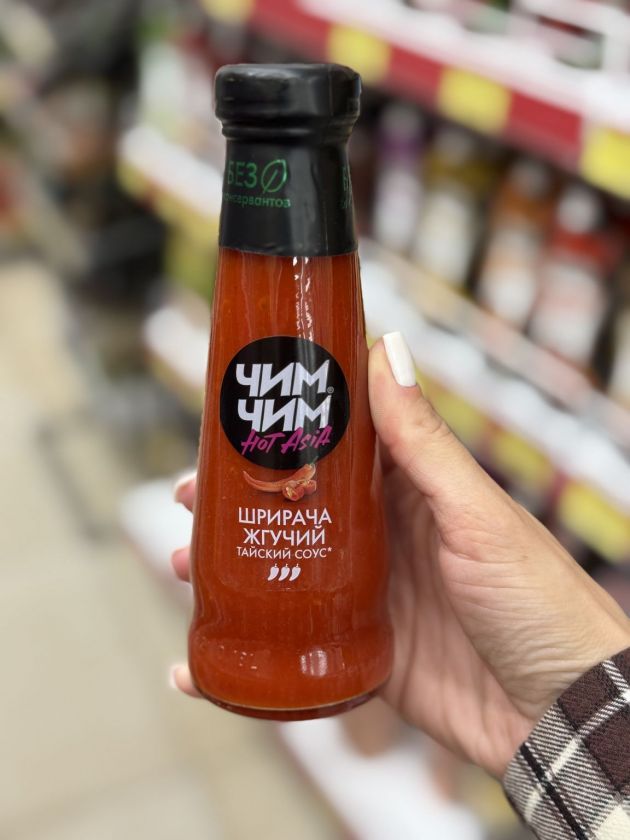 БЕЗ
консервантов
ЧИМ®
ЧИМ
HOT ASIA
ШРИРАЧА
ЖГУЧИЙ
ТАЙСКИЙ СОУС*